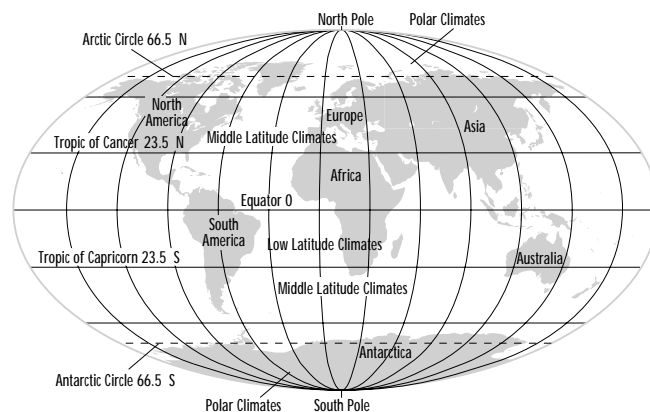 North Pole
Polar Climates
Arctic Circle 66.5 N
North
America
Europe
Asia
Tropic of Cancer 23.5 N
Middle Latitude Climates
Africa
Equator 0
South
America
Low Latitude Climates
Tropic of Capricorn 23.5 S
Australia
Middle Latitude Climates
Antarctica
Antarctic Circle 66.5 S
Polar Climates
South Pole